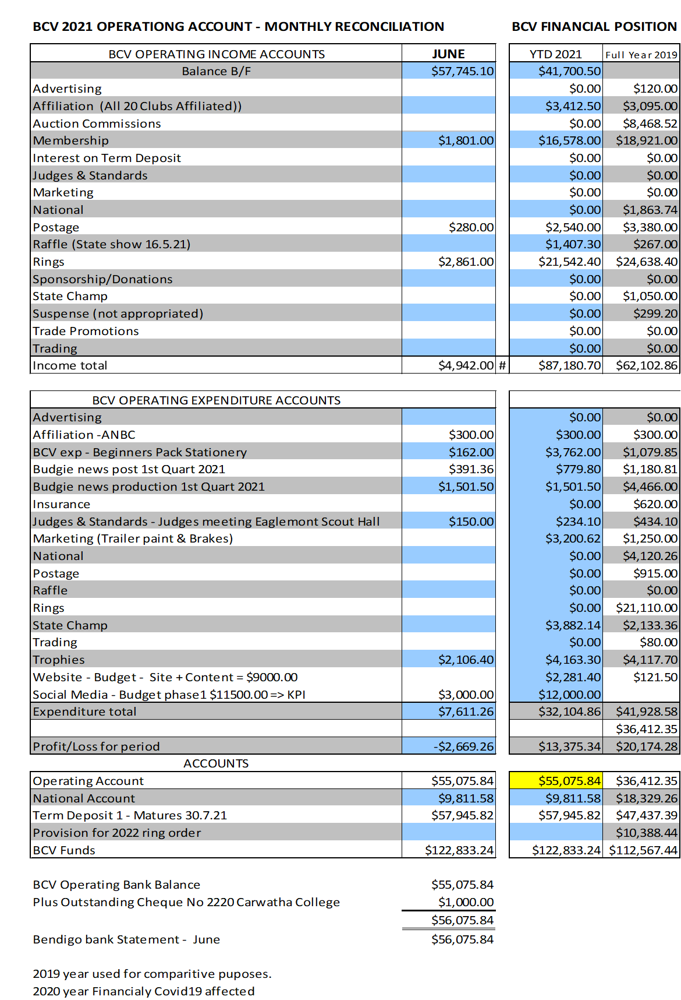 BCV 2021 OPERATIONG ACCOUNT - MONTHLY RECONCILIATION BCV FINANCIAL POSITION
BCV OPERATING INCOME ACCOUNTS JUNE YTD 2021 Full Year 2019
Balance B/F $57,745.10 $41,700.50
Advertising $0.00 $120.00
Affiliation (All 20 Clubs Affiliated)) $3,412.50 $3,095.00
Auction Commissions $0.00 $8,468.52
Membership $1,801.00 $16,578.00 $18,921.00
Interest on Term Deposit $0.00 $0.00
Judges & Standards $0.00 $0.00
Marketing $0.00 $0.00
National $0.00 $1,863.74
Postage $280.00 $2,540.00 $3,380.00
Raffle (State show 16.5.21) $1,407.30 $267.00
Rings $2,861.00 $21,542.40 $24,638.40
Sponsorship/Donations $0.00 $0.00
State Champ $0.00 $1,050.00
Suspense (not appropriated) $0.00 $299.20
Trade Promotions $0.00 $0.00
Trading $0.00 $0.00
Income total $4,942.00 # $87,180.70 $62,102.86
BCV OPERATING EXPENDITURE ACCOUNTS
Advertising $0.00 $0.00
Affiliation -ANBC $300.00 $300.00 $300.00
BCV exp - Beginners Pack Stationery $162.00 $3,762.00 $1,079.85
Budgie news post 1st Quart 2021 $391.36 $779.80 $1,180.81
Budgie news production 1st Quart 2021 $1,501.50 $1,501.50 $4,466.00
Insurance $0.00 $620.00
Judges & Standards - Judges meeting Eaglemont Scout Hall $150.00 $234.10 $434.10
Marketing (Trailer paint & Brakes) $3,200.62 $1,250.00
National $0.00 $4,120.26
Postage $0.00 $915.00
Raffle $0.00 $0.00
Rings $0.00 $21,110.00
State Champ $3,882.14 $2,133.36
Trading $0.00 $80.00
Trophies $2,106.40 $4,163.30 $4,117.70
Website - Budget - Site + Content = $9000.00 $2,281.40 $121.50
Social Media - Budget phase1 $11500.00 => KPI $3,000.00 $12,000.00
Expenditure total $7,611.26 $32,104.86 $41,928.58
$36,412.35
Profit/Loss for period -$2,669.26 $13,375.34 $20,174.28
ACCOUNTS
Operating Account $55,075.84 $55,075.84 $36,412.35
National Account $9,811.58 $9,811.58 $18,329.26
Term Deposit 1 - Matures 30.7.21 $57,945.82 $57,945.82 $47,437.39
Provision for 2022 ring order $10,388.44
BCV Funds $122,833.24 $122,833.24 $112,567.44
BCV Operating Bank Balance $55,075.84
Plus Outstanding Cheque No 2220 Carwatha College $1,000.00
$56,075.84
Bendigo bank Statement - June $56,075.84
2019 year used for comparitive puposes.
2020 year Financialy Covid19 affected